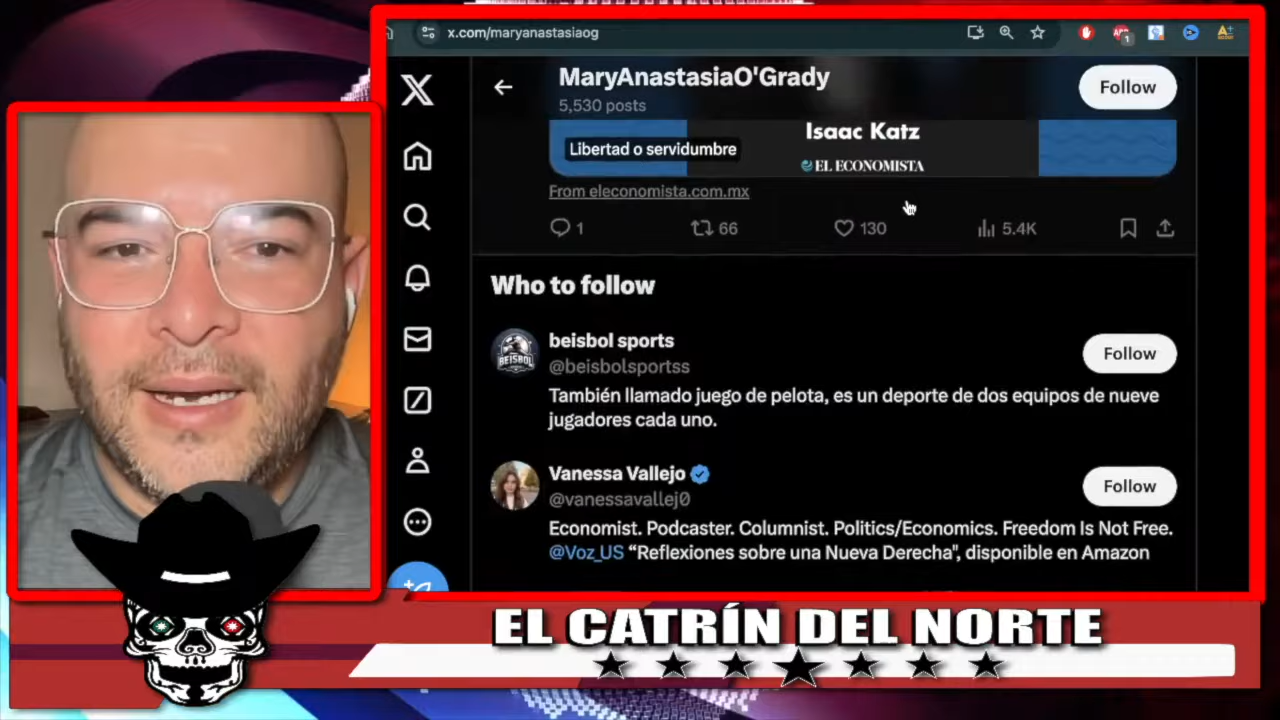 x.com/maryanastasiaog
1
MaryAnastasiaO'Grady
5,530 posts
Follow
Isaac Katz
Libertad o servidumbre
EL ECONOMISTA
From eleconomista.com.mx
1 66 130 5.4K
Who to follow
beisbol sports
@beisbolsportss
Follow
BEISBOL
También llamado juego de pelota, es un deporte de dos equipos de nueve
jugadores cada uno.
Vanessa Vallejo
@vanessavallej0
Follow
Economist. Podcaster. Columnist. Politics/Economics. Freedom Is Not Free.
@Voz_US “Reflexiones sobre una Nueva Derecha", disponible en Amazon
EL CATRÍN DEL NORTE